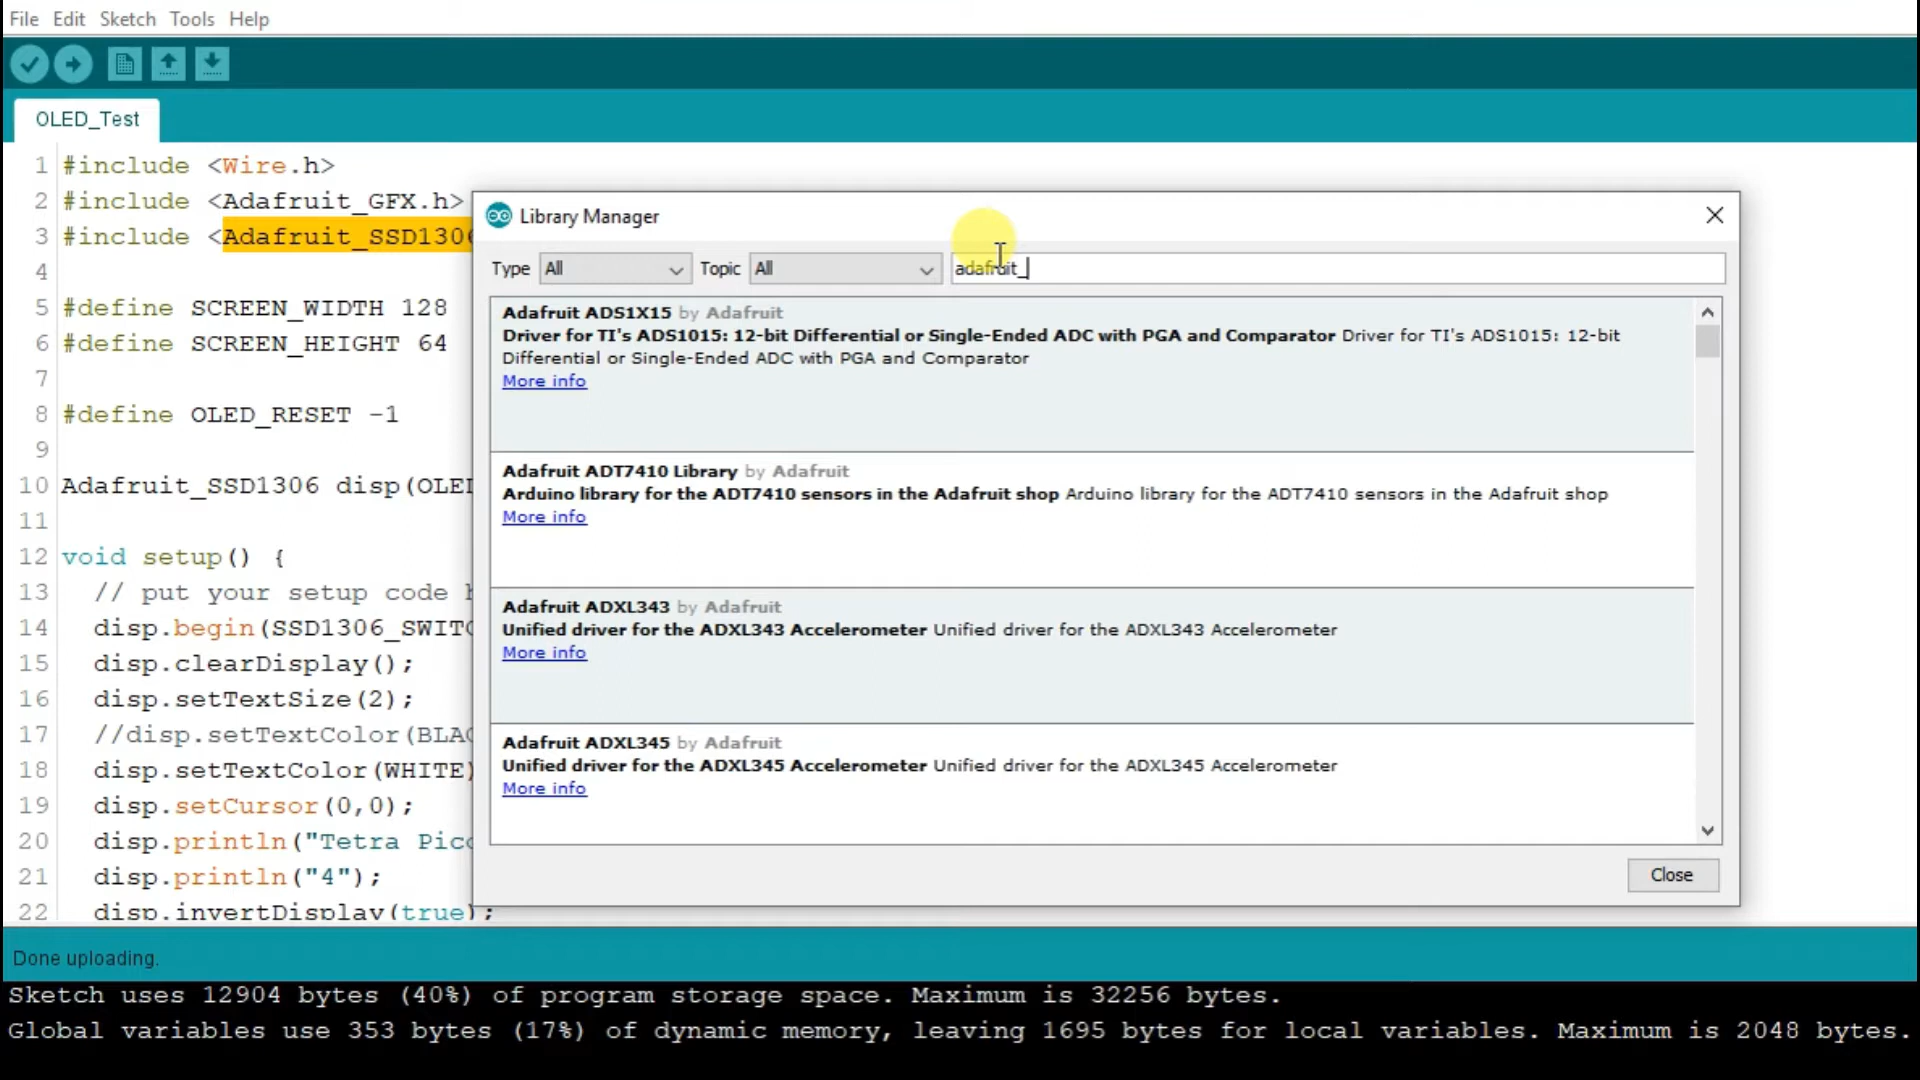 File Edit Sketch Tools Help
OLED_Test
1 #include <Wire.h>
2 #include <Adafruit_GFX.h>
3 #include <Adafruit_SSD1306
4
5 #define SCREEN_WIDTH 128
6 #define SCREEN_HEIGHT 64
7
8 #define OLED_RESET -1
9
10 Adafruit_SSD1306 disp(OLED
11
12 void setup() {
13 // put your setup code h
14 disp.begin(SSD1306_SWITC
15 disp.clearDisplay();
16 disp.setTextSize(2);
17 //disp.setTextColor(BLAC
18 disp.setTextColor(WHITE)
19 disp.setCursor(0,0);
20 disp.println("Tetra Pico
21 disp.println("4");
22 disp.invertDisplay(true);
Library Manager
Type All Topic All adafruit_
Adafruit ADS1X15 by Adafruit
Driver for TI's ADS1015: 12-bit Differential or Single-Ended ADC with PGA and Comparator Driver for TI's ADS1015: 12-bit
Differential or Single-Ended ADC with PGA and Comparator
More info
Adafruit ADT7410 Library by Adafruit
Arduino library for the ADT7410 sensors in the Adafruit shop Arduino library for the ADT7410 sensors in the Adafruit shop
More info
Adafruit ADXL343 by Adafruit
Unified driver for the ADXL343 Accelerometer Unified driver for the ADXL343 Accelerometer
More info
Adafruit ADXL345 by Adafruit
Unified driver for the ADXL345 Accelerometer Unified driver for the ADXL345 Accelerometer
More info
Close
Done uploading.
Sketch uses 12904 bytes (40%) of program storage space. Maximum is 32256 bytes.
Global variables use 353 bytes (17%) of dynamic memory, leaving 1695 bytes for local variables. Maximum is 2048 bytes.